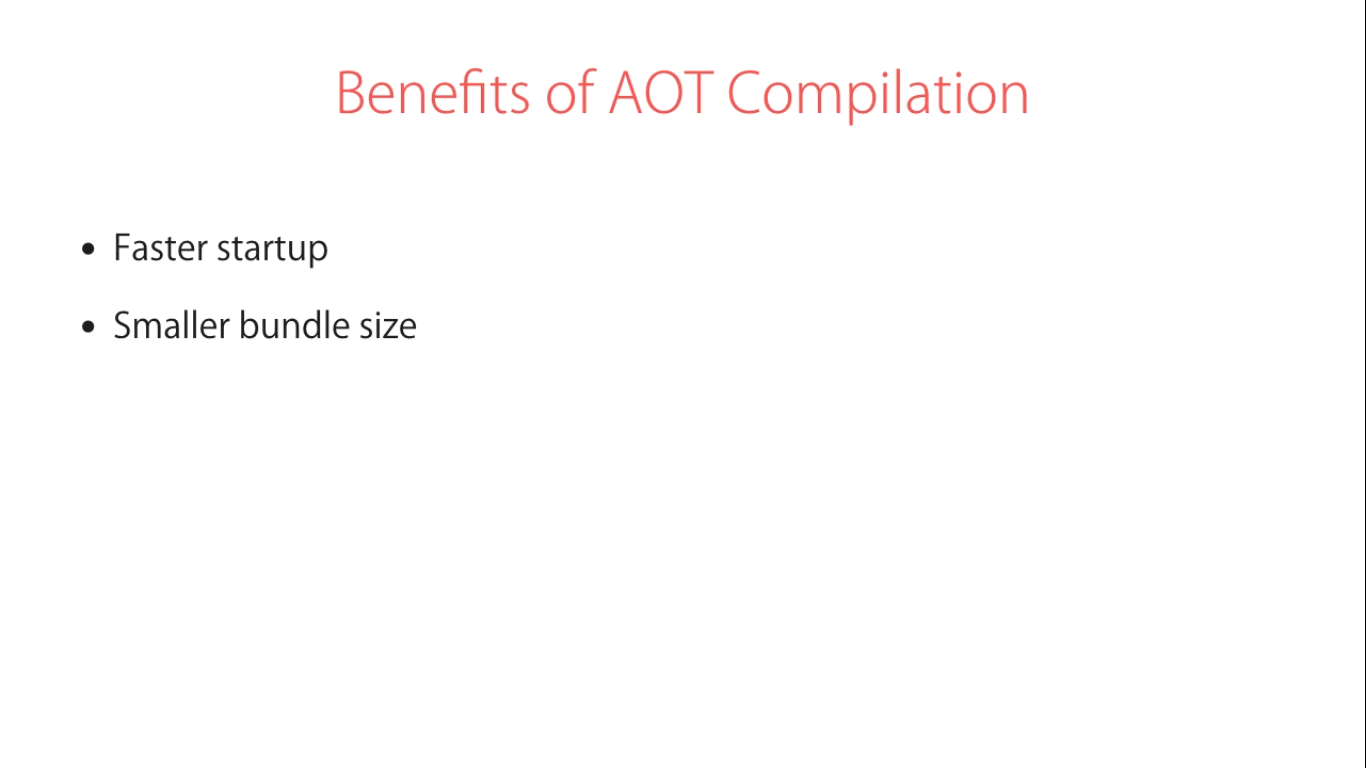 Benefits of AOT Compilation
• Faster startup
• Smaller bundle size